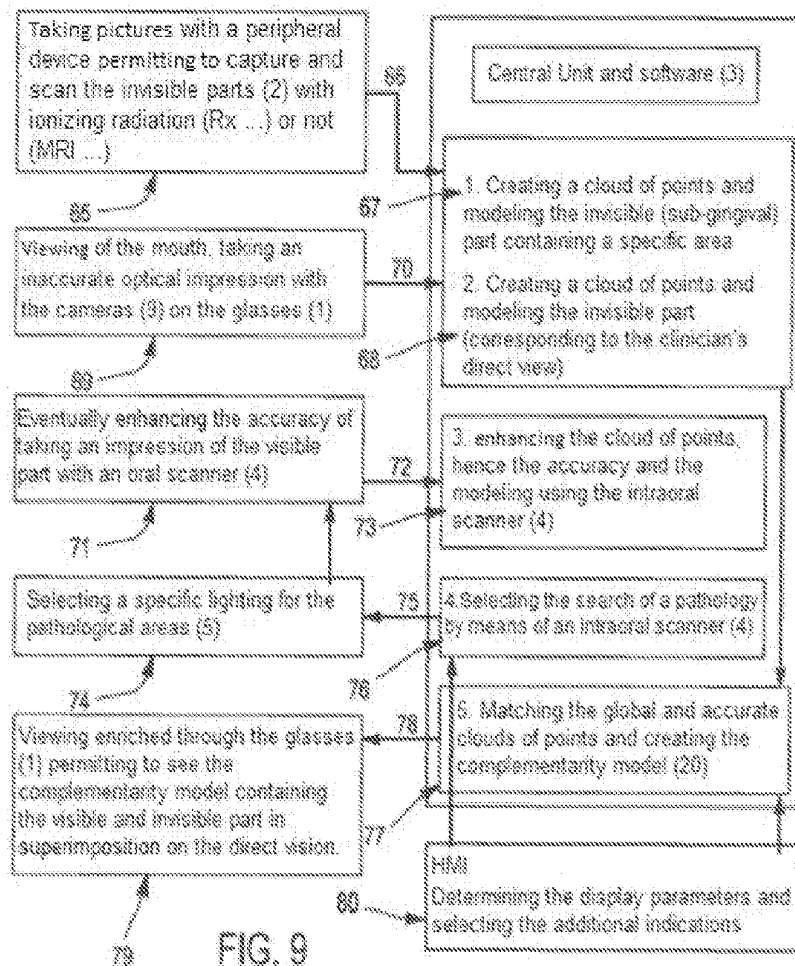 Taking pictures with a peripheral
device permitting to capture and
scan the invisible parts (2) with
ionizing radiation (Rx ...) or not
(MRI ...)
65
66
Central Unit and software (3)
67
1. Creating a cloud of points and
modeling the invisible (sub-gingival)
part containing a specific area
2. Creating a cloud of points and
modeling the invisible part
(corresponding to the clinician's
direct view)
68
Viewing of the mouth, taking an
inaccurate optical impression with
the cameras (9) on the glasses (1)
69
70
Eventually enhancing the accuracy of
taking an impression of the visible
part with an oral scanner (4)
71
72
3. enhancing the cloud of points,
hence the accuracy and the
modeling using the intraoral
scanner (4)
73
Selecting a specific lighting for the
pathological areas (5)
74
75
4.Selecting the search of a pathology
by means of an intraoral scanner (4)
76
Viewing enriched through the glasses
(1) permitting to see the
complementarity model containing
the visible and invisible part in
superimposition on the direct vision.
79
78
5. Matching the global and accurate
clouds of points and creating the
complementarity model (20)
77
HMI
Determining the display parameters and
selecting the additional indications
80
FIG. 9